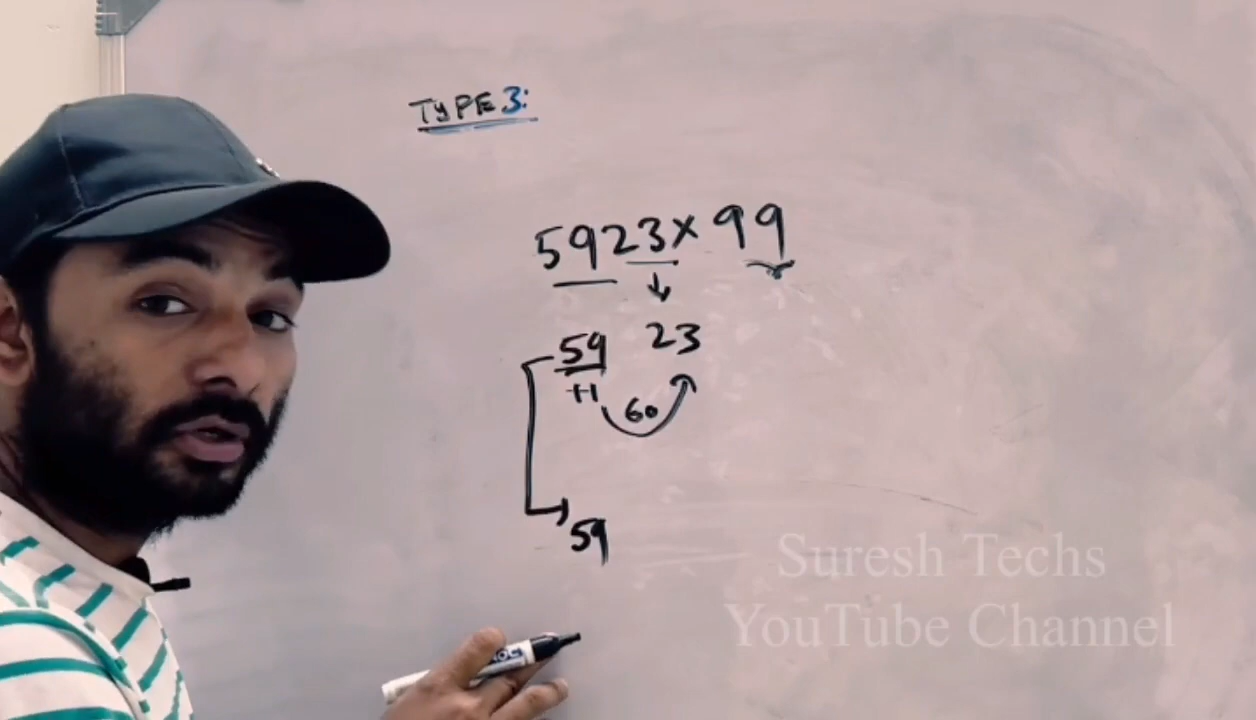 TYPE 3:
5923 x 99
59 23
+1 60
59
Suresh Techs
YouTube Channel